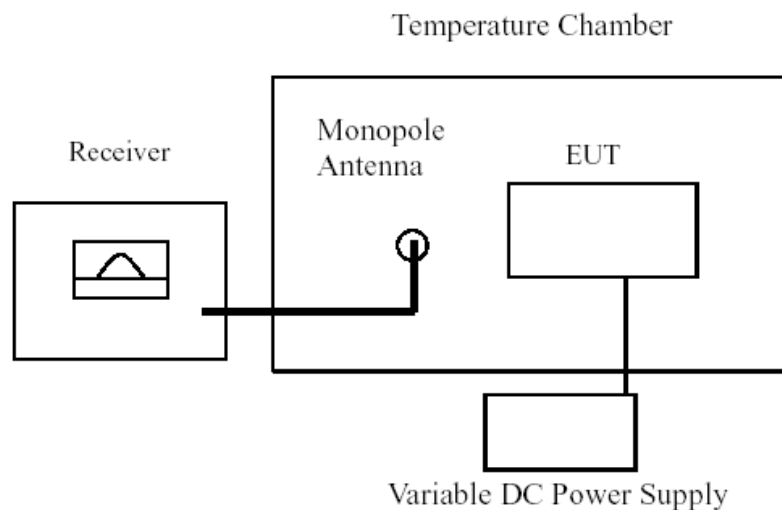 Temperature Chamber
Receiver
Monopole
Antenna
EUT
Variable DC Power Supply